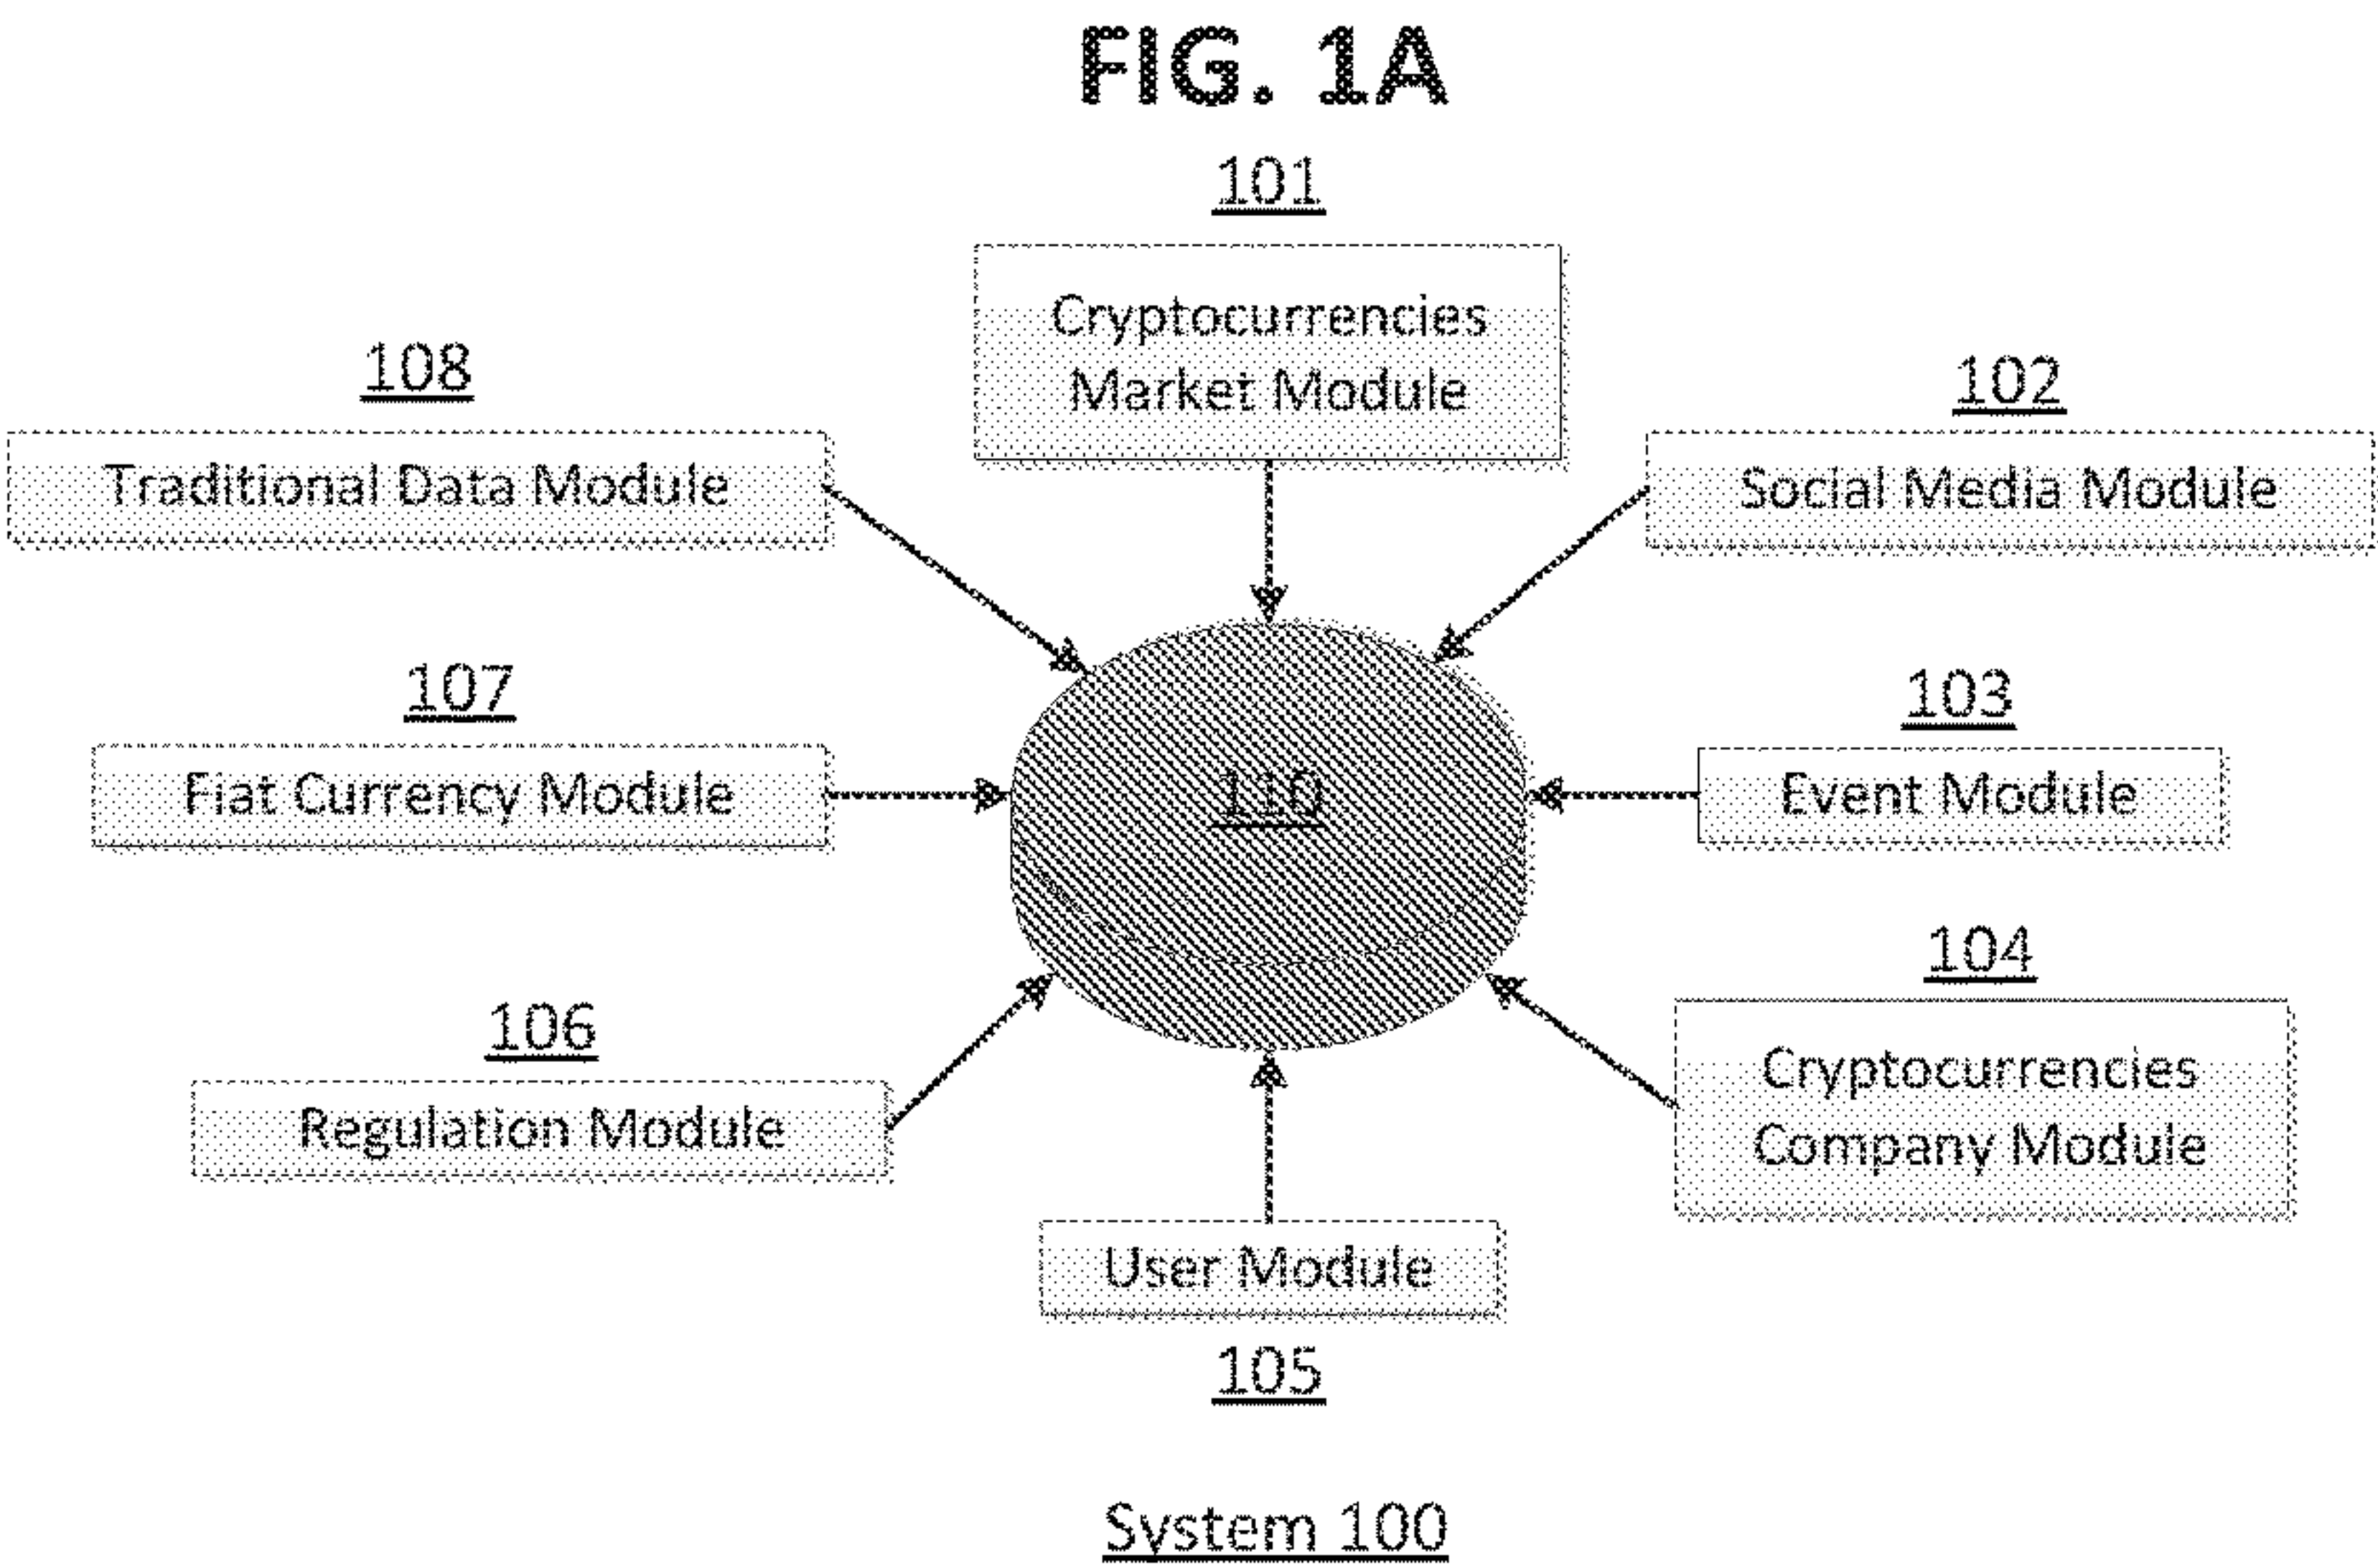 FIG. 1A
101
Cryptocurrencies
Market Module
108
Traditional Data Module
102
Social Media Module
107
Fiat Currency Module
110
103
Event Module
106
Regulation Module
104
Cryptocurrencies
Company Module
User Module
105
System 100